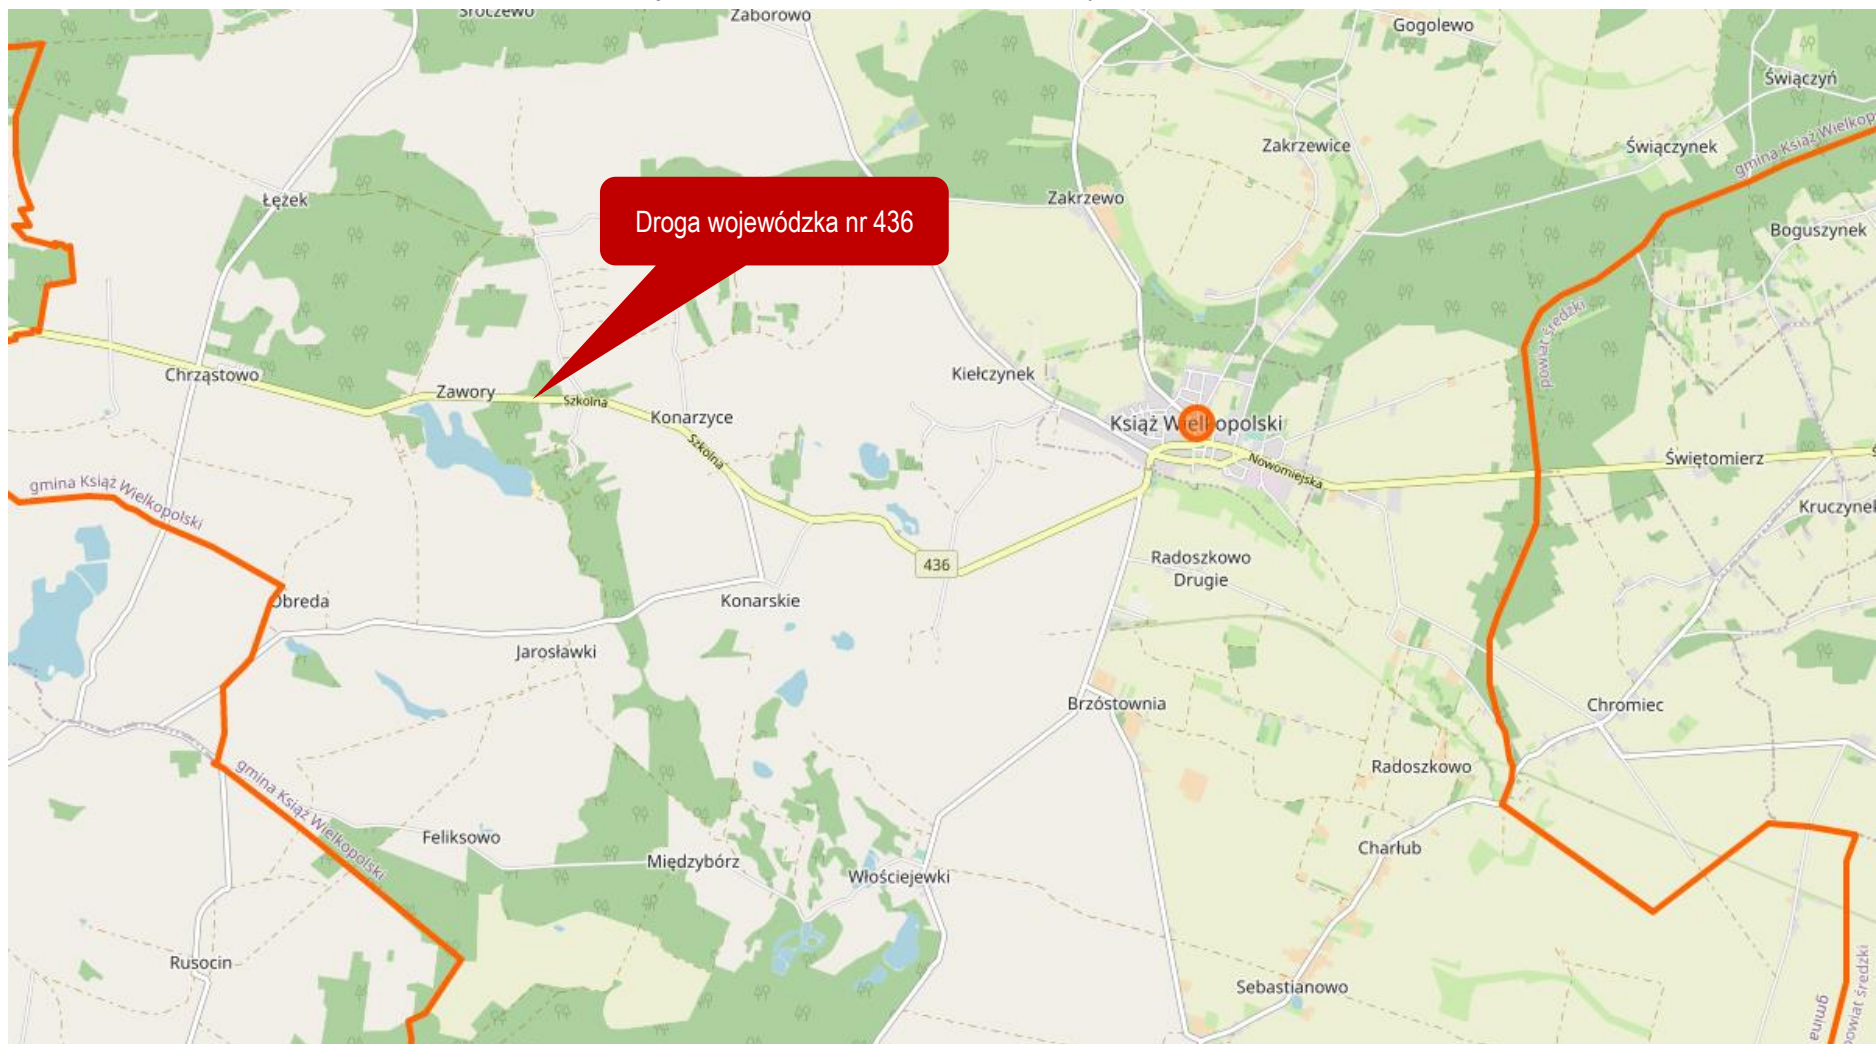 Sroczewo
Zaborowo
Gogolewo
Świączyń
gmina Książ Wielkop
Świączynek
Zakrzewice
Łężek
Zakrzewo
Droga wojewódzka nr 436
Boguszynek
powiat średzki
Chrząstowo
Zawory
Szkolna
Kiełczynek
Konarzyce
Książ Wielkopolski
Szkolna
Nowomiejska
Świętomierz
gmina Książ Wielkopolski
Kruczynek
436
Radoszkowo
Drugie
Obreda
Konarskie
Jarosławki
Brzóstownia
Chromiec
Radoszkowo
gmina Książ Wielkopolski
Feliksowo
Międzybórz
Charłub
Włościejewki
Rusocin
Sebastianowo
gmina
powiat średzki